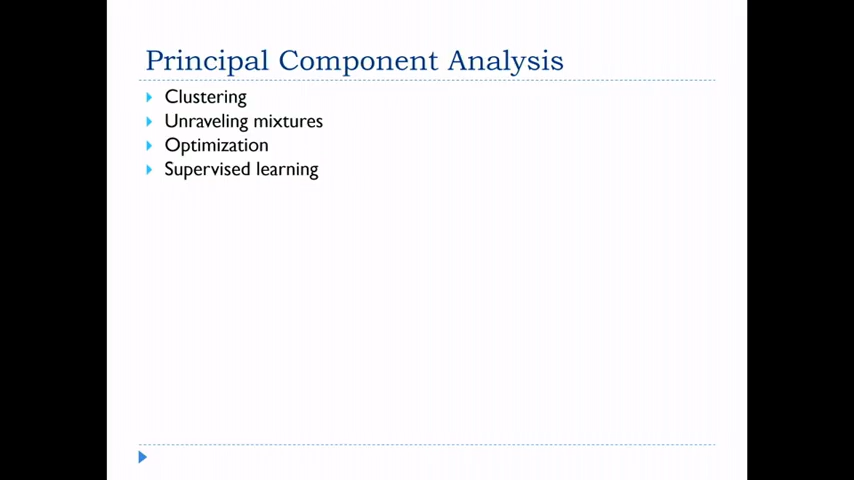 Principal Component Analysis
Clustering
Unraveling mixtures
Optimization
Supervised learning